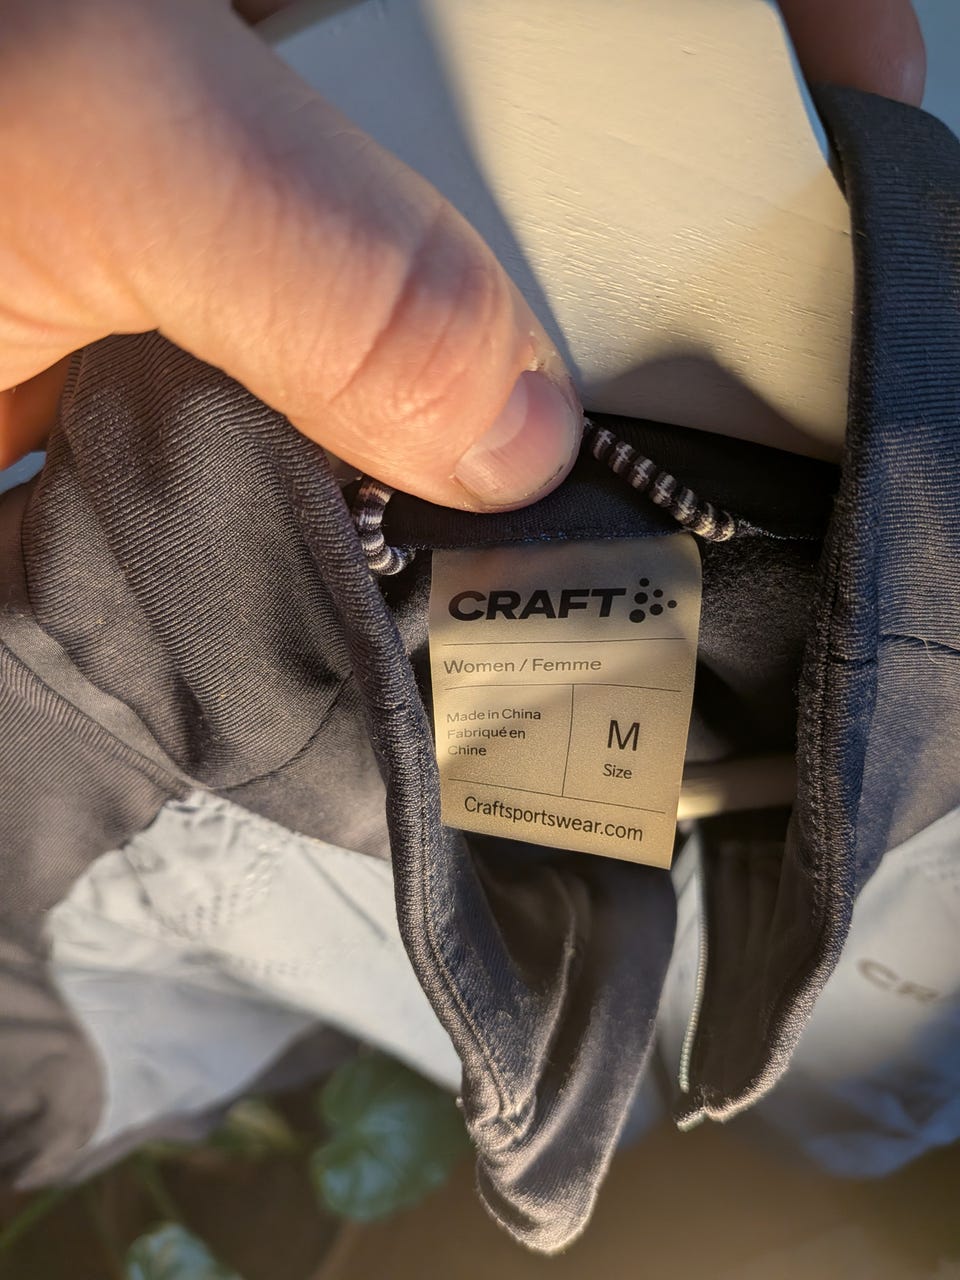 CRAFT
Women / Femme
Made in China
Fabriqué en
Chine
M
Size
Craftsportswear.com